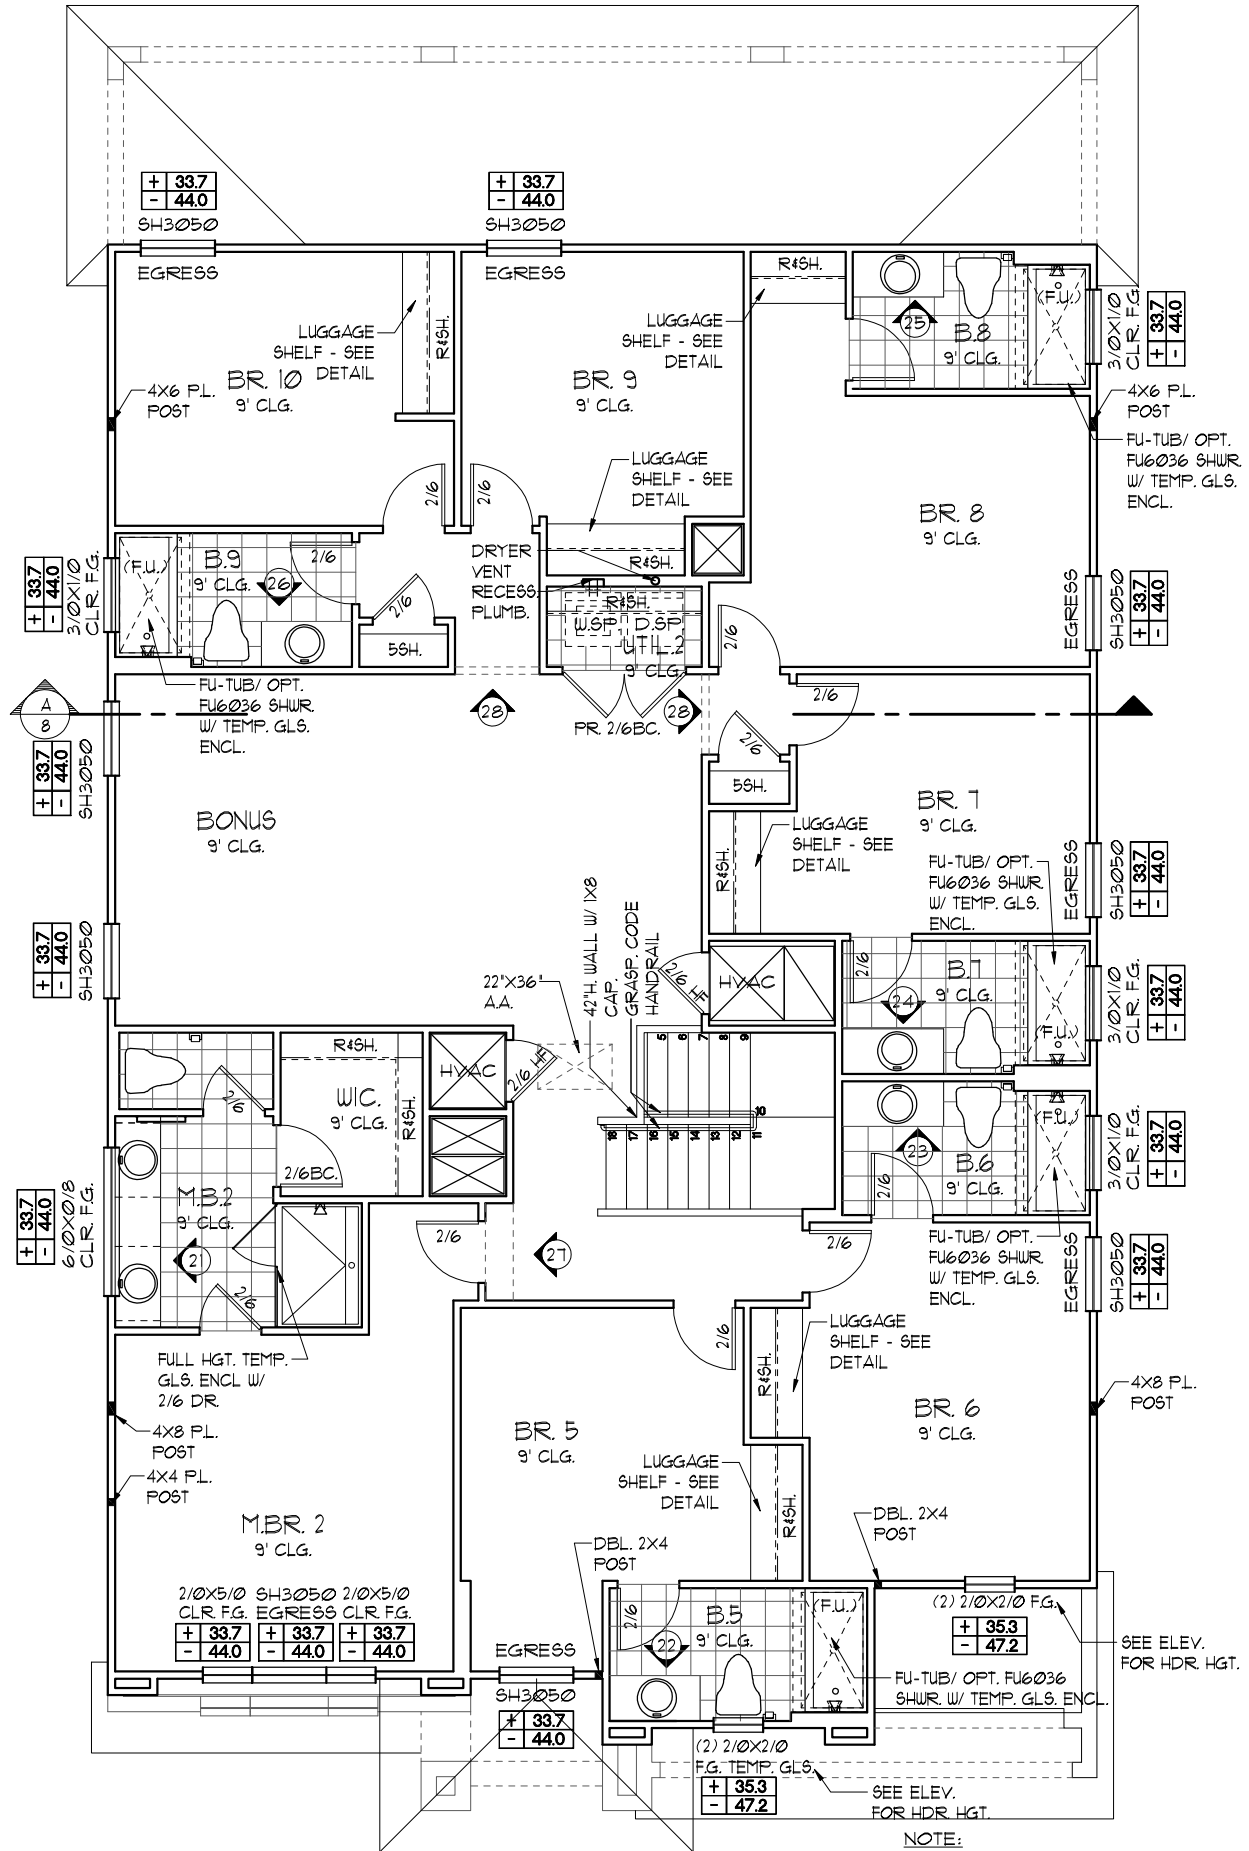 + 33.7
- 44.0
SH3050
EGRESS
+ 33.7
- 44.0
SH3050
EGRESS
R&SH.
LUGGAGE
SHELF - SEE
DETAIL
R&SH.
BR. 10
9' CLG.
LUGGAGE
SHELF - SEE
DETAIL
BR. 9
9' CLG.
25
B.8
9' CLG.
(F.U.)
3/0X1/0
CLR. F.G.
+ 33.7
- 44.0
4X6 P.L.
POST
4X6 P.L.
POST
FU-TUB/ OPT.
FU6036 SHWR.
W/ TEMP. GLS.
ENCL.
LUGGAGE
SHELF - SEE
DETAIL
2/6
2/6
BR. 8
9' CLG.
+ 33.7
- 44.0
3/0X1/0
CLR. F.G.
(F.U.)
B.9
9' CLG.
26
2/6
2/6
5SH.
DRYER
VENT
RECESS
PLUMB.
R&SH.
R&SH.
W.SP.
D.SP
UTIL.2
9' CLG.
2/6
EGRESS
SH3050
+ 33.7
- 44.0
FU-TUB/ OPT.
FU6036 SHWR.
W/ TEMP. GLS.
ENCL.
A
8
28
PR. 2/6BC.
28
2/6
2/6
5SH.
+ 33.7
- 44.0
SH3050
BONUS
9' CLG.
BR. 7
9' CLG.
LUGGAGE
SHELF - SEE
DETAIL
R&SH.
FU-TUB/ OPT.
FU6036 SHWR.
W/ TEMP. GLS.
ENCL.
EGRESS
SH3050
+ 33.7
- 44.0
+ 33.7
- 44.0
SH3050
22"X36"
A.A.
42"H. WALL W/ 1X8
CAP.
GRASP. CODE
HANDRAIL
2/6 HF
HVAC
2/6
B.7
9' CLG.
24
(F.U.)
3/0X1/0
CLR. F.G.
+ 33.7
- 44.0
R&SH.
WIC.
9' CLG.
R&SH.
HVAC
2/6 HF
5
6
7
8
9
10
11
12
13
14
15
16
17
18
2/6
2/6BC.
M.B.2
9' CLG.
21
2/6
+ 33.7
- 44.0
6/0X0/8
CLR. F.G.
23
B.6
9' CLG.
2/6
(F.U.)
3/0X1/0
CLR. F.G.
+ 33.7
- 44.0
2/6
27
2/6
FU-TUB/ OPT.
FU6036 SHWR.
W/ TEMP. GLS.
ENCL.
EGRESS
SH3050
+ 33.7
- 44.0
FULL HGT. TEMP.
GLS. ENCL W/
2/6 DR.
2/6
LUGGAGE
SHELF - SEE
DETAIL
R&SH.
4X8 P.L.
POST
4X8 P.L.
POST
4X4 P.L.
POST
BR. 5
9' CLG.
BR. 6
9' CLG.
LUGGAGE
SHELF - SEE
DETAIL
R&SH.
M.BR. 2
9' CLG.
DBL. 2X4
POST
DBL. 2X4
POST
2/0X5/0 SH3050 2/0X5/0
CLR F.G. EGRESS CLR F.G.
+ 33.7
- 44.0
+ 33.7
- 44.0
+ 33.7
- 44.0
2/6
B.5
9' CLG.
22
(F.U.)
(2) 2/0X2/0 F.G.
+ 35.3
- 47.2
SEE ELEV.
FOR HDR. HGT.
EGRESS
SH3050
+ 33.7
- 44.0
FU-TUB/ OPT. FU6036
SHWR. W/ TEMP. GLS. ENCL.
(2) 2/0X2/0
F.G. TEMP. GLS.
+ 35.3
- 47.2
SEE ELEV.
FOR HDR. HGT.
NOTE: